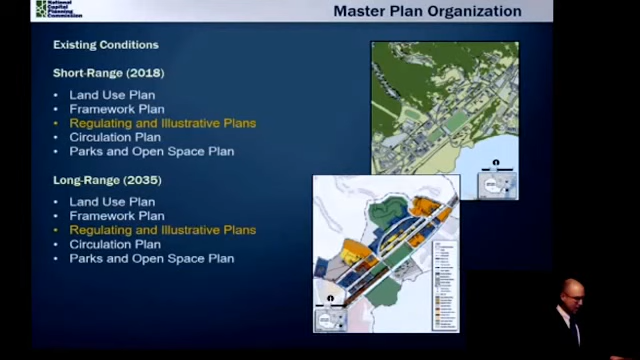 National
Capital
Planning
Commission
Master Plan Organization
Existing Conditions
Short-Range (2018)
• Land Use Plan
• Framework Plan
• Regulating and Illustrative Plans
• Circulation Plan
• Parks and Open Space Plan
Long-Range (2035)
• Land Use Plan
• Framework Plan
• Regulating and Illustrative Plans
• Circulation Plan
• Parks and Open Space Plan